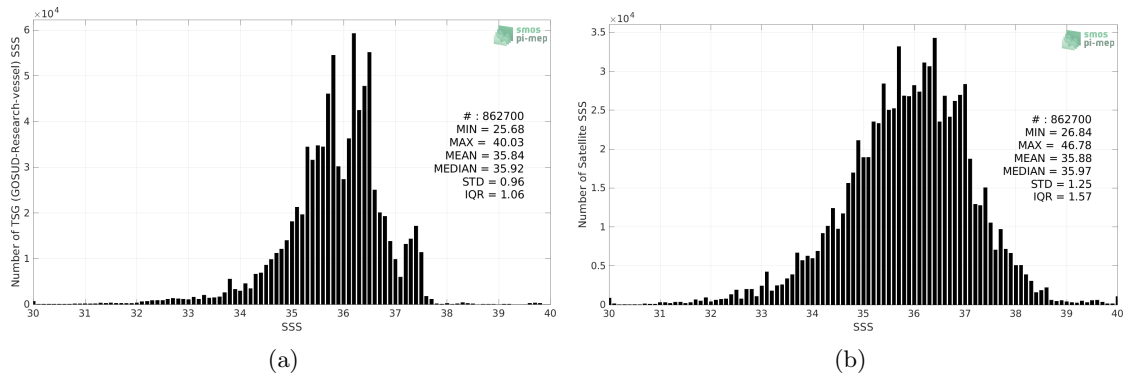 ×10⁴
6
5
4
3
2
1
0
Number of TSG (GOSUD-Research-vessel) SSS
smos
pi-mep
# : 862700
MIN = 25.68
MAX = 40.03
MEAN = 35.84
MEDIAN = 35.92
STD = 0.96
IQR = 1.06
30 31 32 33 34 35 36 37 38 39 40
SSS
(a)
×10⁴
3.5
3
2.5
2
1.5
1
0.5
0
Number of Satellite SSS
smos
pi-mep
# : 862700
MIN = 26.84
MAX = 46.78
MEAN = 35.88
MEDIAN = 35.97
STD = 1.25
IQR = 1.57
30 31 32 33 34 35 36 37 38 39 40
SSS
(b)